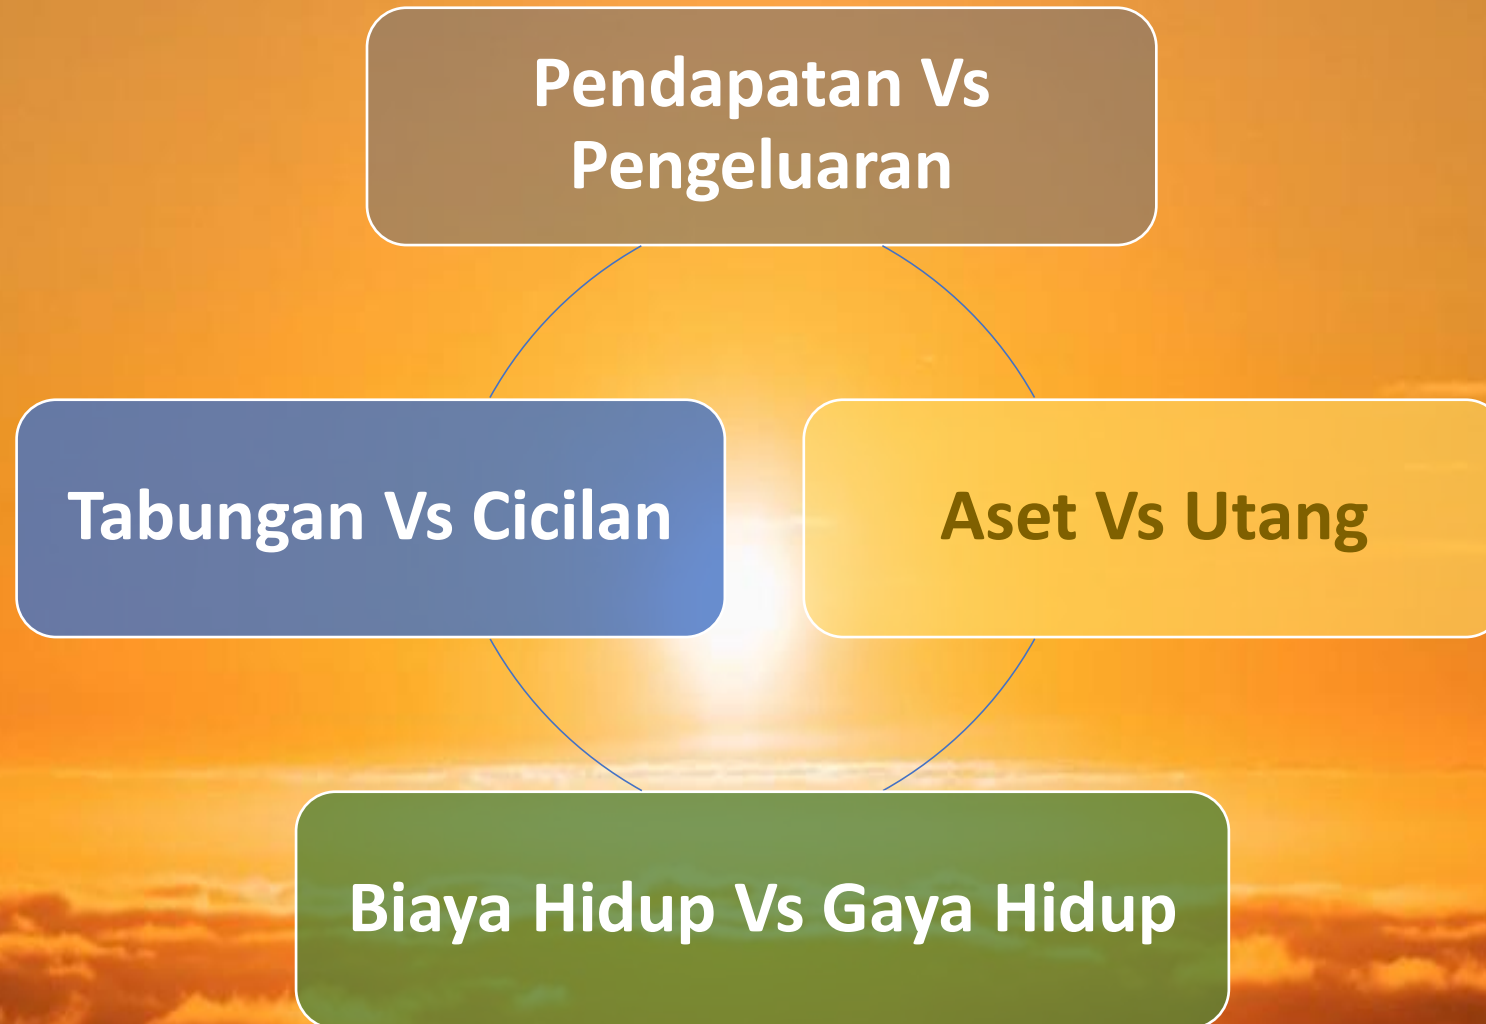 Pendapatan Vs
Pengeluaran
Tabungan Vs Cicilan
Aset Vs Utang
Biaya Hidup Vs Gaya Hidup